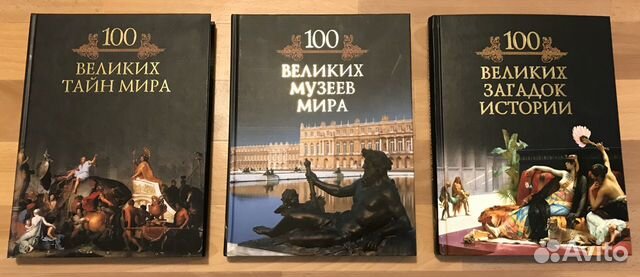 100
ВЕЛИКИХ
ТАЙН МИРА
100
ВЕЛИКИХ
МУЗЕЕВ
МИРА
100
ВЕЛИКИХ
ЗАГАДОК
ИСТОРИИ
Avito